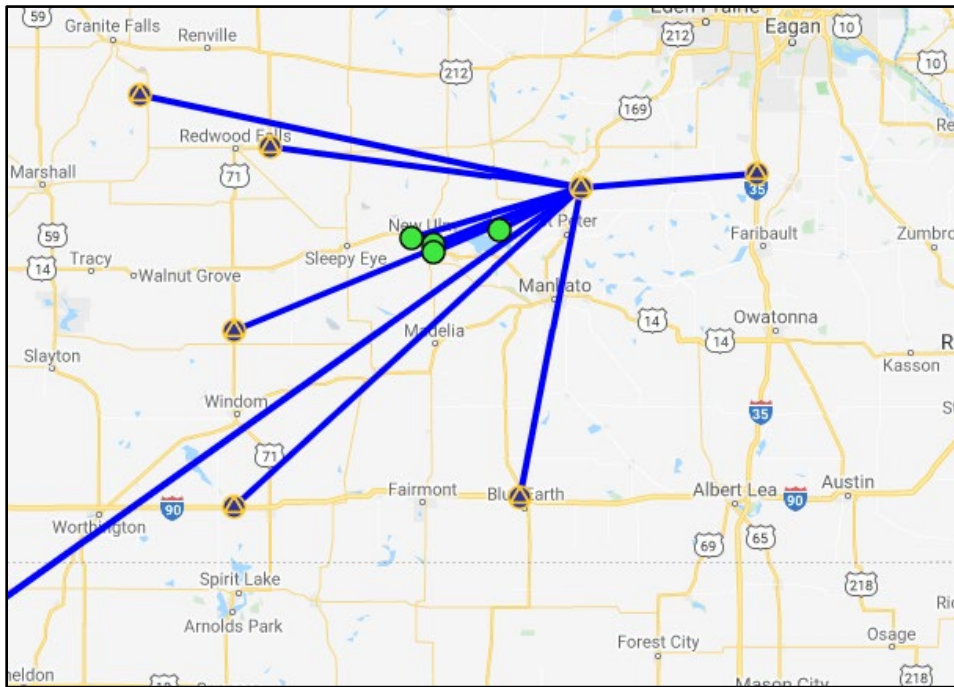 59
Granite Falls
Renville
212
Eden Prairie
Eagan
10
10
212
169
Redwood Falls
Marshall
71
35
New Ulm
Peter
Faribault
Zumbro
59
Sleepy Eye
14
Tracy
Walnut Grove
Mankato
14
Owatonna
Madelia
14
Slayton
Kasson
Windom
35
71
Fairmont
Blue Earth
Albert Lea
90
Austin
90
Worthington
69
65
Spirit Lake
218
Arnolds Park
Forest City
Osage
218
Mason City